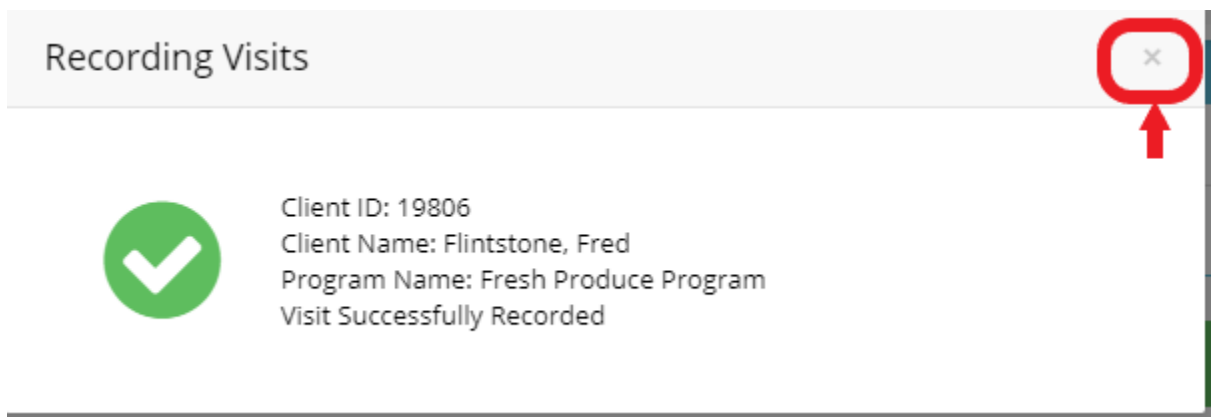 Recording Visits
×
Client ID: 19806
Client Name: Flintstone, Fred
Program Name: Fresh Produce Program
Visit Successfully Recorded